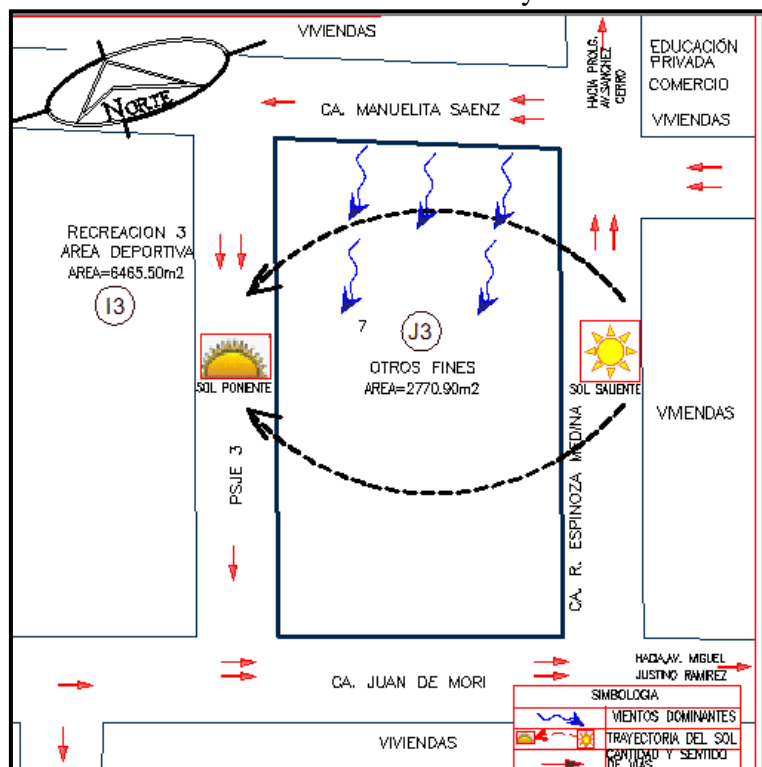 VIVIENDAS
HACIA PROLG.
AV.SANCHEZ
CERRO
EDUCACIÓN
PRIVADA
COMERCIO
VIVIENDAS
NORTE
CA. MANUELITA SAENZ
RECREACION 3
AREA DEPORTIVA
AREA=6465.50m2
I3
7
J3
OTROS FINES
AREA=2770.90m2
SOL PONIENTE
SOL SALIENTE
VIVIENDAS
PSJE 3
CA. R. ESPINOZA MEDINA
CA. JUAN DE MORI
HACIA,AV. MIGUEL
JUSTINO RAMIREZ
VIVIENDAS
SIMBOLOGIA
VIENTOS DOMINANTES
TRAYECTORIA DEL SOL
CANTIDAD Y SENTIDO
DE VIAS